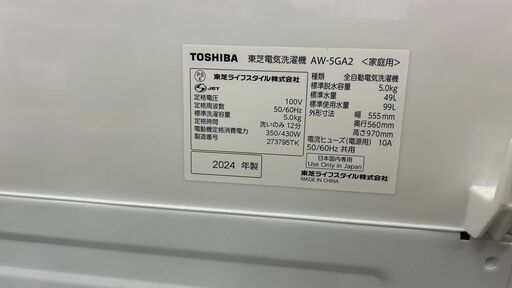 TOSHIBA 東芝電気洗濯機 AW-5GA2 <家庭用>
PS E JET 東芝ライフスタイル株式会社
定格電圧 100V
定格周波数 50/60Hz
標準洗濯容量 5.0kg
定格時間 洗いのみ 12分
電動機定格消費電力 350/430W
製造番号 273795TK
2024 年製
種類 全自動電気洗濯機
標準脱水容量 5.0kg
標準水量 49L
標準使用水量 99L
外形寸法 幅 555mm
奥行560mm
高さ970mm
電流ヒューズ(電源用) 10A
50/60Hz 共用
日本国内専用
Use Only in Japan
東芝ライフスタイル株式会社
MADE IN CHINA